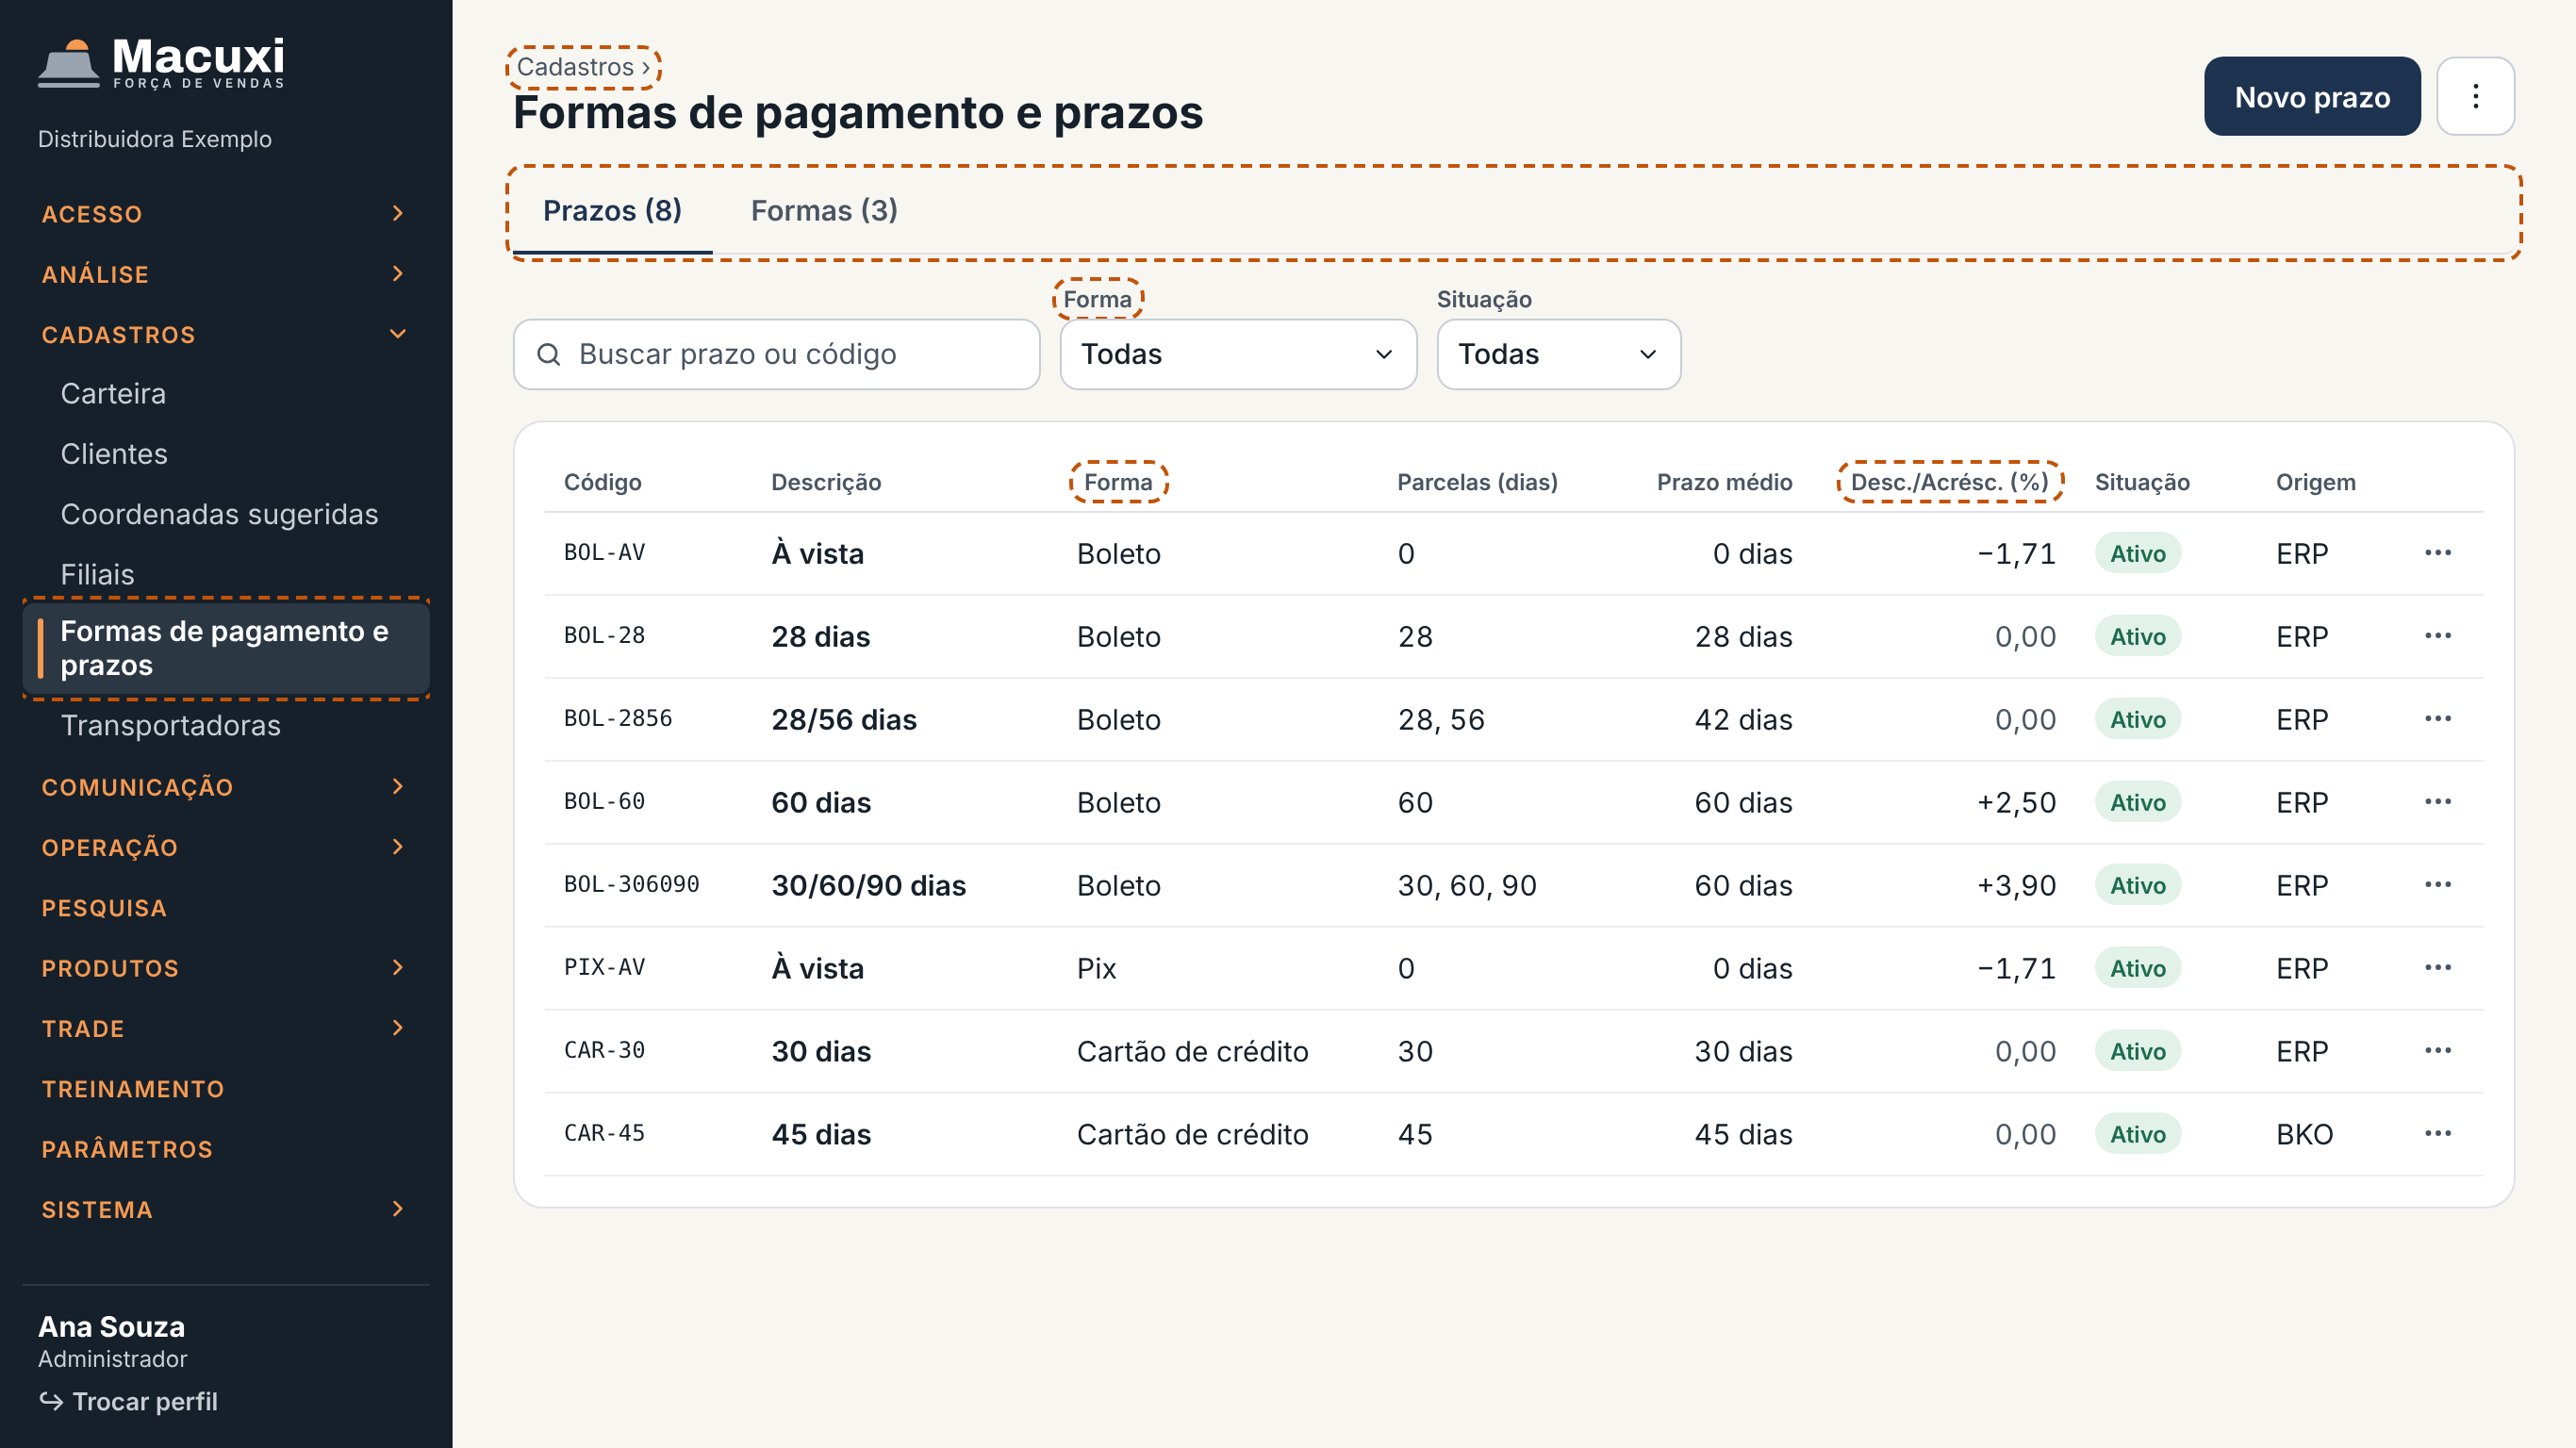 Macuxi
FORÇA DE VENDAS
Distribuidora Exemplo
ACESSO
ANÁLISE
CADASTROS
Carteira
Clientes
Coordenadas sugeridas
Filiais
Formas de pagamento e
prazos
Transportadoras
COMUNICAÇÃO
OPERAÇÃO
PESQUISA
PRODUTOS
TRADE
TREINAMENTO
PARÂMETROS
SISTEMA
Ana Souza
Administrador
Trocar perfil
Cadastros ›
Formas de pagamento e prazos
Novo prazo
Prazos (8) Formas (3)
Forma Situação
Buscar prazo ou código Todas Todas
Código Descrição Forma Parcelas (dias) Prazo médio Desc./Acrésc. (%) Situação Origem
BOL-AV À vista Boleto 0 0 dias −1,71 Ativo ERP
BOL-28 28 dias Boleto 28 28 dias 0,00 Ativo ERP
BOL-2856 28/56 dias Boleto 28, 56 42 dias 0,00 Ativo ERP
BOL-60 60 dias Boleto 60 60 dias +2,50 Ativo ERP
BOL-306090 30/60/90 dias Boleto 30, 60, 90 60 dias +3,90 Ativo ERP
PIX-AV À vista Pix 0 0 dias −1,71 Ativo ERP
CAR-30 30 dias Cartão de crédito 30 30 dias 0,00 Ativo ERP
CAR-45 45 dias Cartão de crédito 45 45 dias 0,00 Ativo BKO